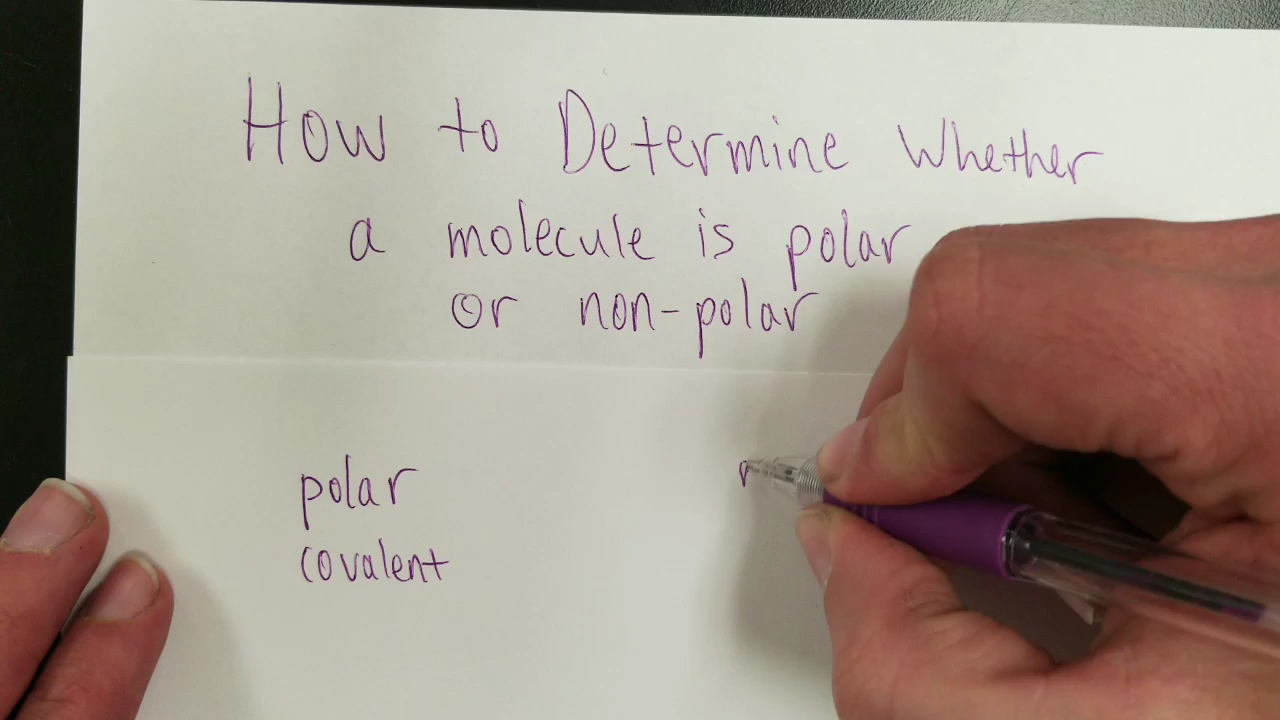 How to Determine Whether
a molecule is polar
or non-polar
polar
covalent